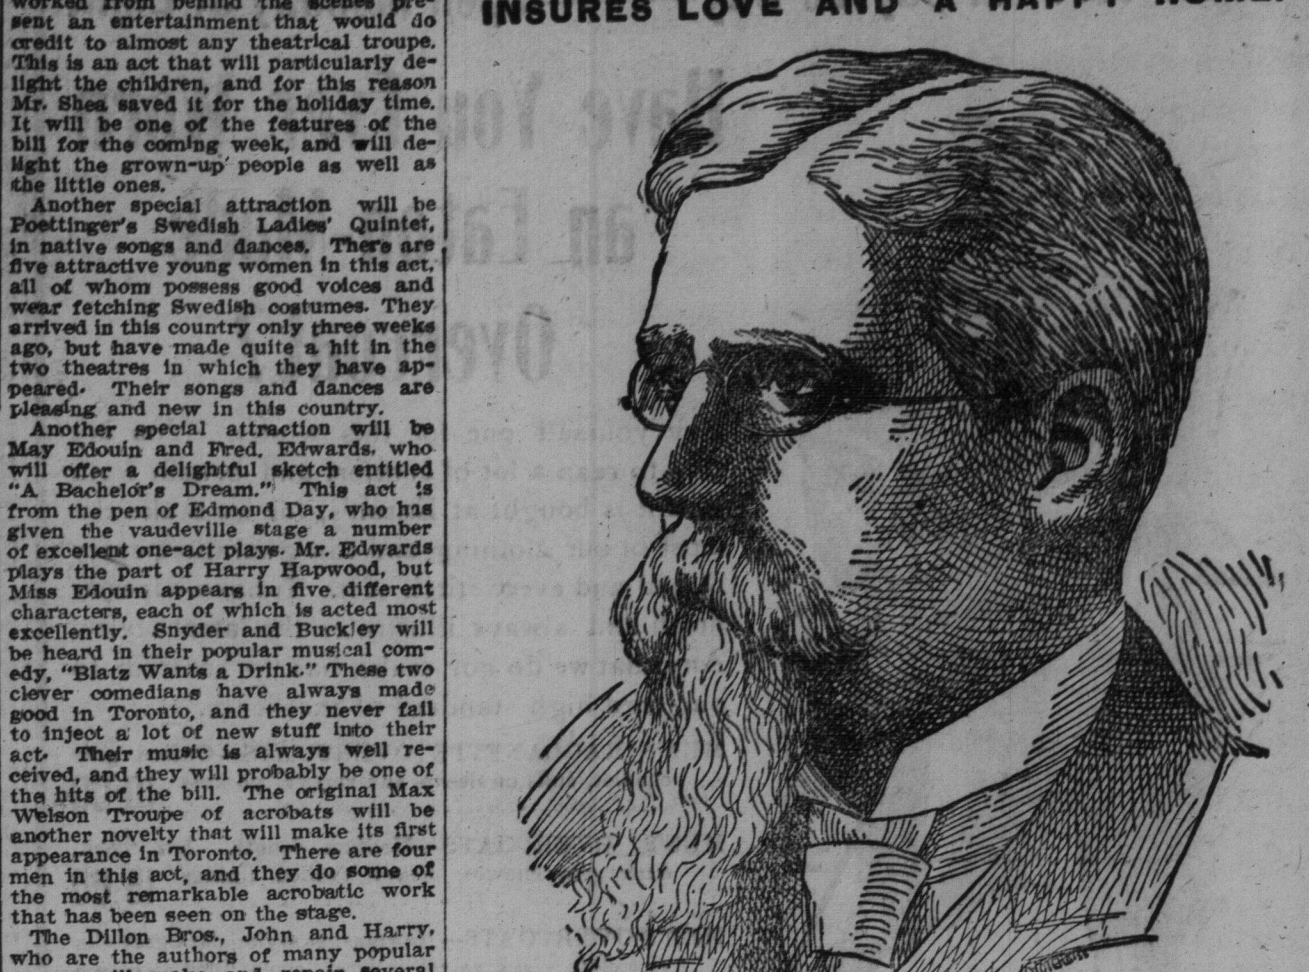 worked from behind the scenes pre-
sent an entertainment that would do
credit to almost any theatrical troupe.
This is an act that will particularly de-
light the children, and for this reason
Mr. Shea saved it for the holiday time.
It will be one of the features of the
bill for the coming week, and will de-
light the grown-up people as well as
the little ones.
Another special attraction will be
Poettinger's Swedish Ladies' Quintet,
in native songs and dances. There are
five attractive young women in this act,
all of whom possess good voices and
wear fetching Swedish costumes. They
arrived in this country only three weeks
ago, but have made quite a hit in the
two theatres in which they have ap-
peared. Their songs and dances are
pleasing and new in this country.
Another special attraction will be
May Edouin and Fred. Edwards, who
will offer a delightful sketch entitled
"A Bachelor's Dream." This act is
from the pen of Edmond Day, who has
given the vaudeville stage a number
of excellent one-act plays. Mr. Edwards
plays the part of Harry Hapwood, but
Miss Edouin appears in five different
characters, each of which is acted most
excellently. Snyder and Buckley will
be heard in their popular musical com-
edy, "Blatz Wants a Drink." These two
clever comedians have always made
good in Toronto, and they never fail
to inject a lot of new stuff into their
act. Their music is always well re-
ceived, and they will probably be one of
the hits of the bill. The original Max
Welson Troupe of acrobats will be
another novelty that will make its first
appearance in Toronto. There are four
men in this act, and they do some of
the most remarkable acrobatic work
that has been seen on the stage.
The Dillon Bros., John and Harry,
who are the authors of many popular
and several
INSURES LOVE AND A HAPPY HOME.